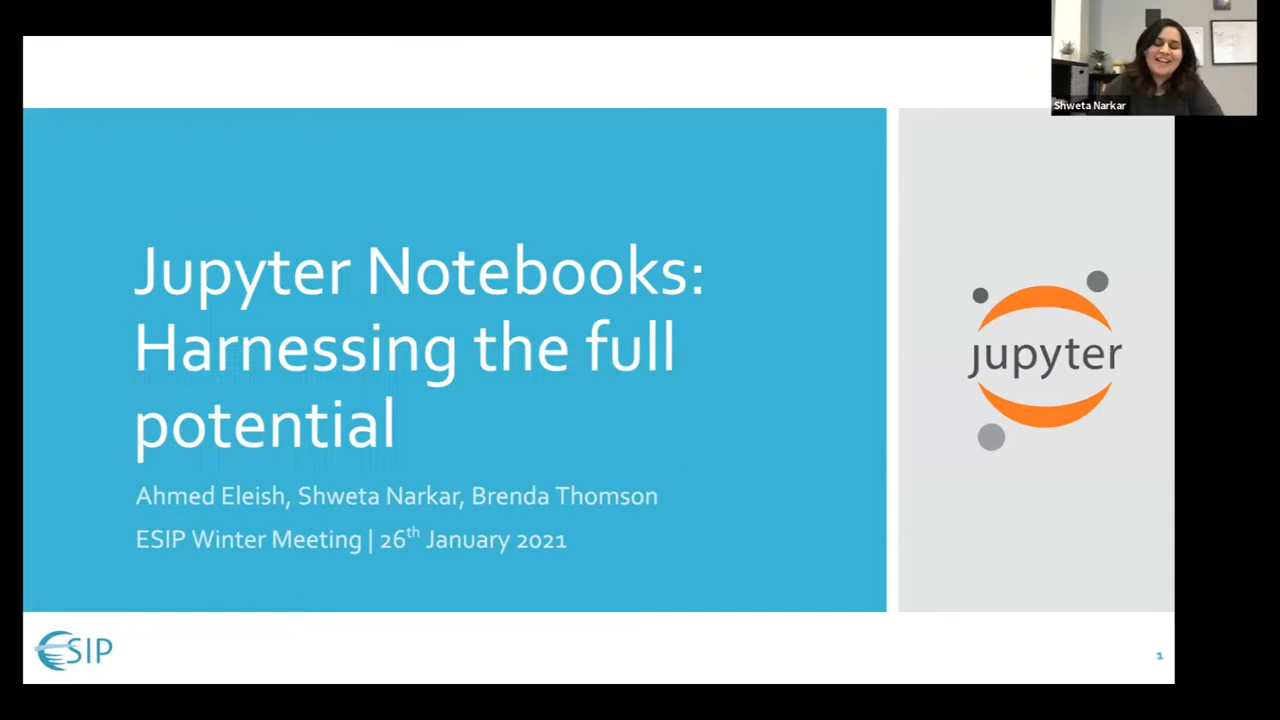 Shweta Narkar
Jupyter Notebooks:
Harnessing the full
potential
jupyter
Ahmed Eleish, Shweta Narkar, Brenda Thomson
ESIP Winter Meeting | 26th January 2021
ESIP
1